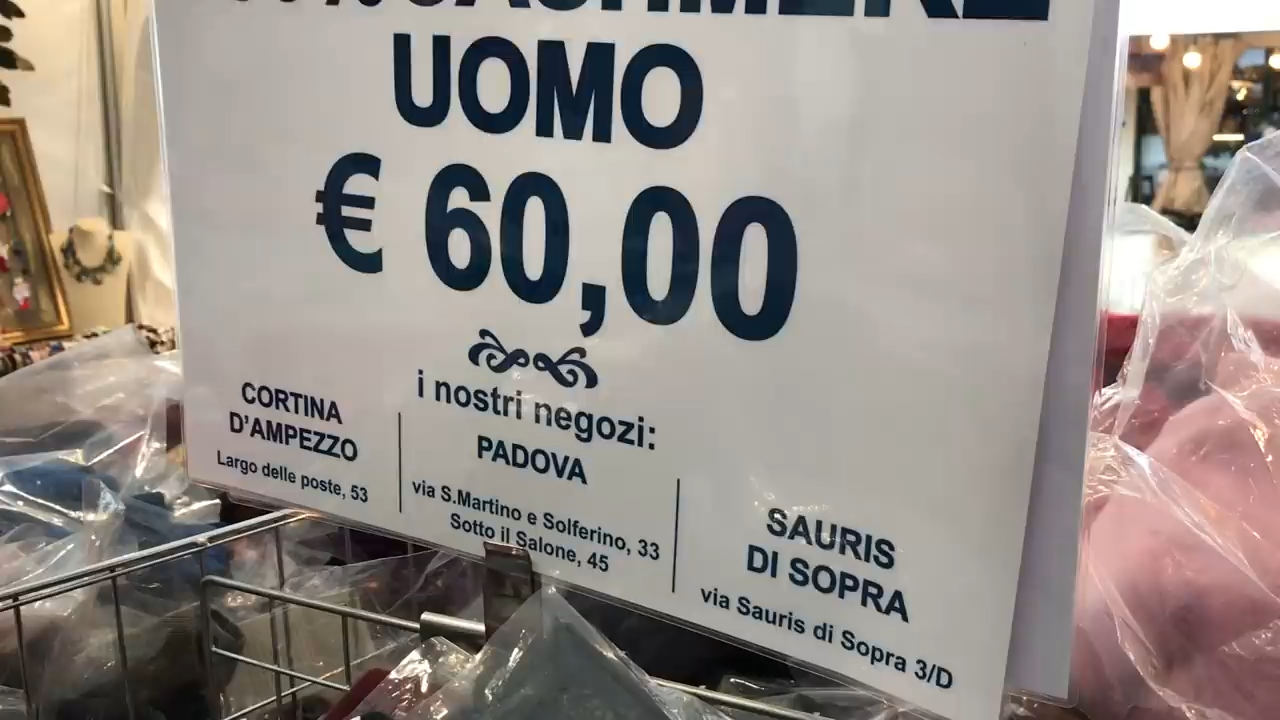 CASHMERE
UOMO
€ 60,00
i nostri negozi:
CORTINA
D'AMPEZZO
Largo delle poste, 53
PADOVA
via S.Martino e Solferino, 33
Sotto il Salone, 45
SAURIS
DI SOPRA
via Sauris di Sopra 3/D